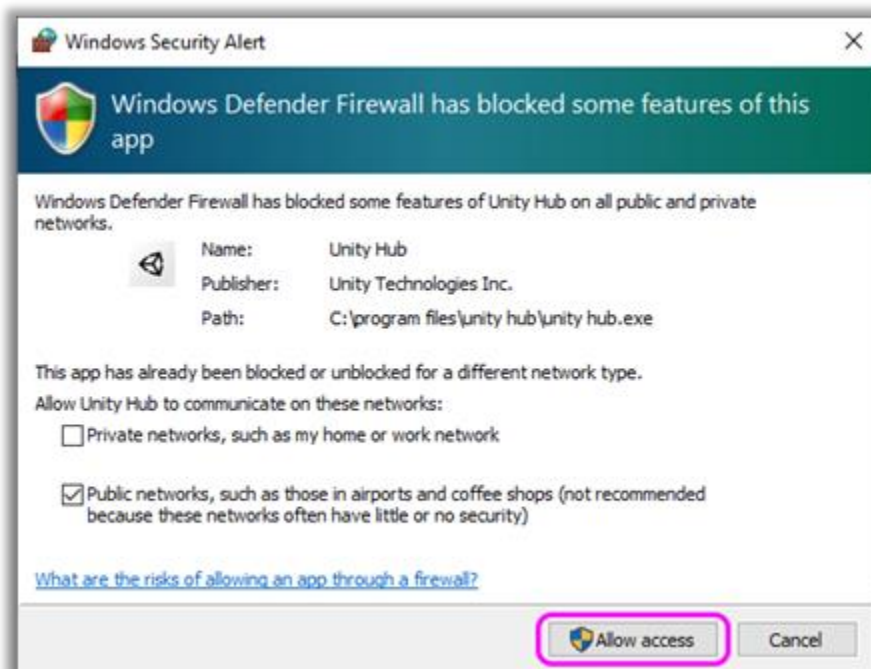 Windows Security Alert
Windows Defender Firewall has blocked some features of this
app
Windows Defender Firewall has blocked some features of Unity Hub on all public and private
networks.
Name: Unity Hub
Publisher: Unity Technologies Inc.
Path: C:\program files\unity hub\unity hub.exe
This app has already been blocked or unblocked for a different network type.
Allow Unity Hub to communicate on these networks:
Private networks, such as my home or work network
Public networks, such as those in airports and coffee shops (not recommended
because these networks often have little or no security)
What are the risks of allowing an app through a firewall?
Allow access Cancel